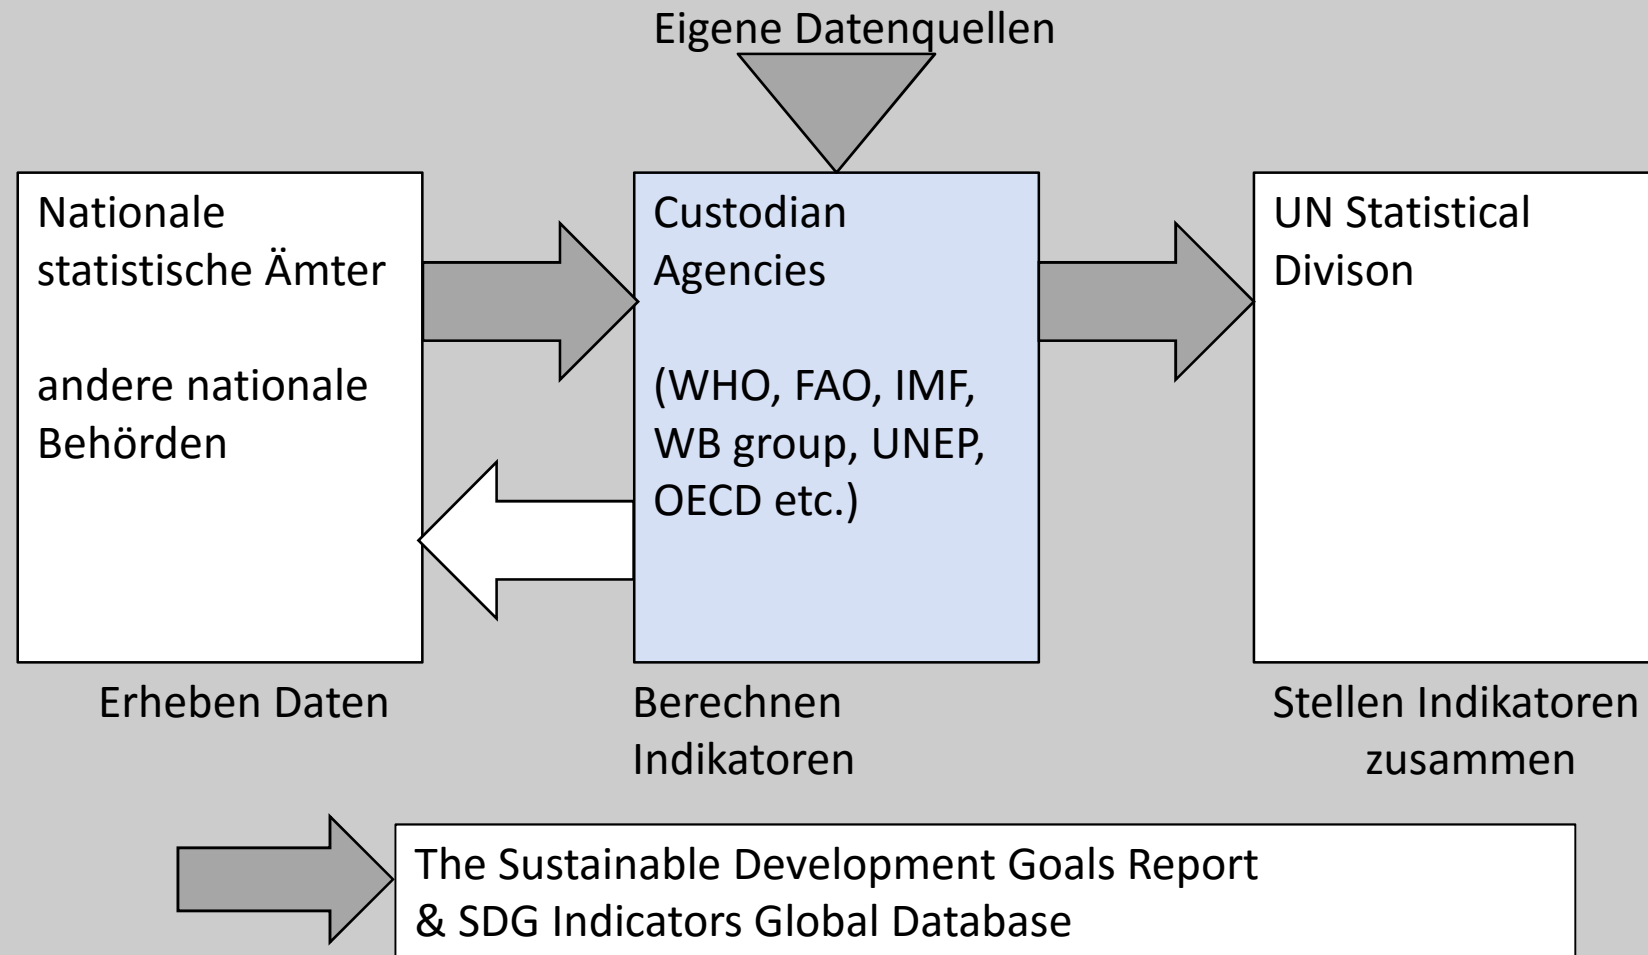 Eigene Datenquellen
Nationale
statistische Ämter
andere nationale
Behörden
Custodian
Agencies
(WHO, FAO, IMF,
WB group, UNEP,
OECD etc.)
UN Statistical
Divison
Erheben Daten
Berechnen
Indikatoren
Stellen Indikatoren
zusammen
The Sustainable Development Goals Report
& SDG Indicators Global Database